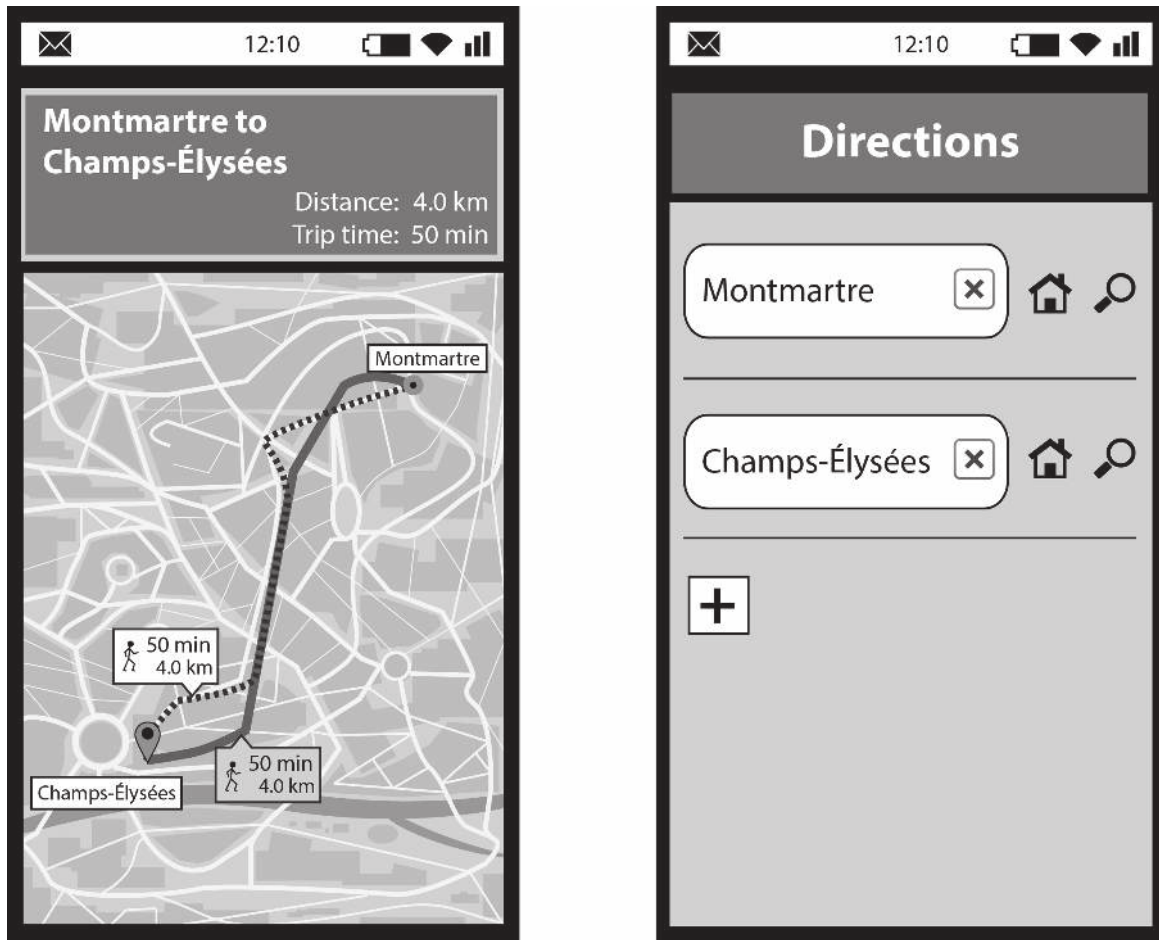 12:10
Montmartre to
Champs-Élysées
Distance: 4.0 km
Trip time: 50 min
Montmartre
50 min
4.0 km
50 min
4.0 km
Champs-Élysées
12:10
Directions
Montmartre
Champs-Élysées